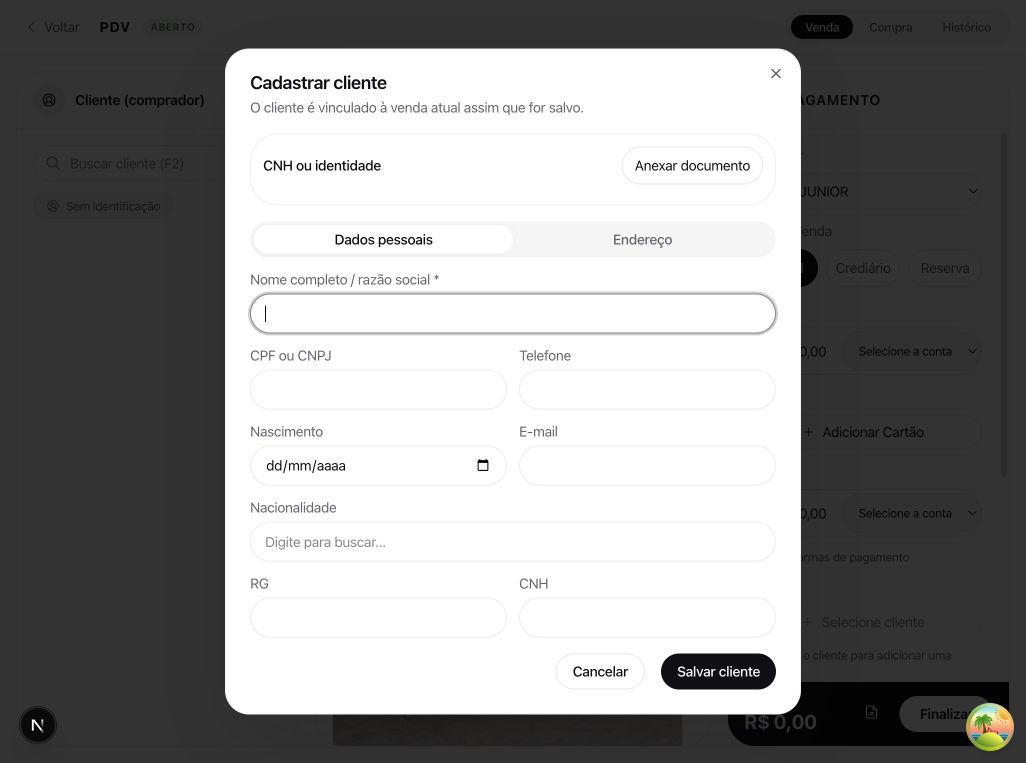 Voltar PDV ABERTO Venda Compra Histórico
Cadastrar cliente
O cliente é vinculado à venda atual assim que for salvo.
Cliente (comprador)
AGAMENTO
Buscar cliente (F2)
Sem identificação
CNH ou identidade Anexar documento
JUNIOR
Dados pessoais Endereço
enda
Crediário Reserva
Nome completo / razão social *
CPF ou CNPJ Telefone
0,00 Selecione a conta
Nascimento E-mail
+ Adicionar Cartão
dd/mm/aaaa
Nacionalidade
0,00 Selecione a conta
Digite para buscar...
ormas de pagamento
RG CNH
+ Selecione cliente
o cliente para adicionar uma
Cancelar Salvar cliente
R$ 0,00 Finaliza
N